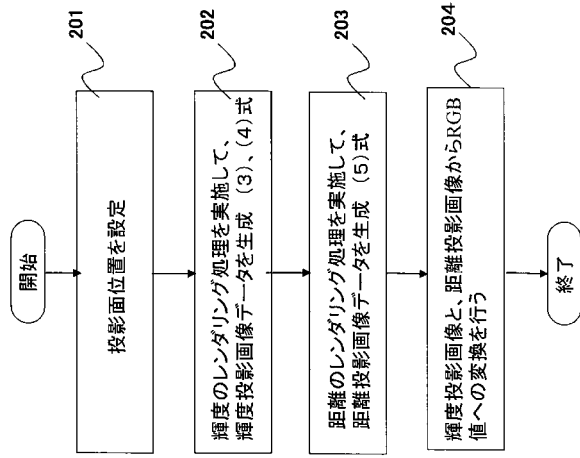 開始
201
投影面位置を設定
202
輝度のレンダリング処理を実施して、
輝度投影画像データを生成 (3)、(4)式
203
距離のレンダリング処理を実施して、
距離投影画像データを生成 (5)式
204
輝度投影画像と、距離投影画像からRGB
値への変換を行う
終了